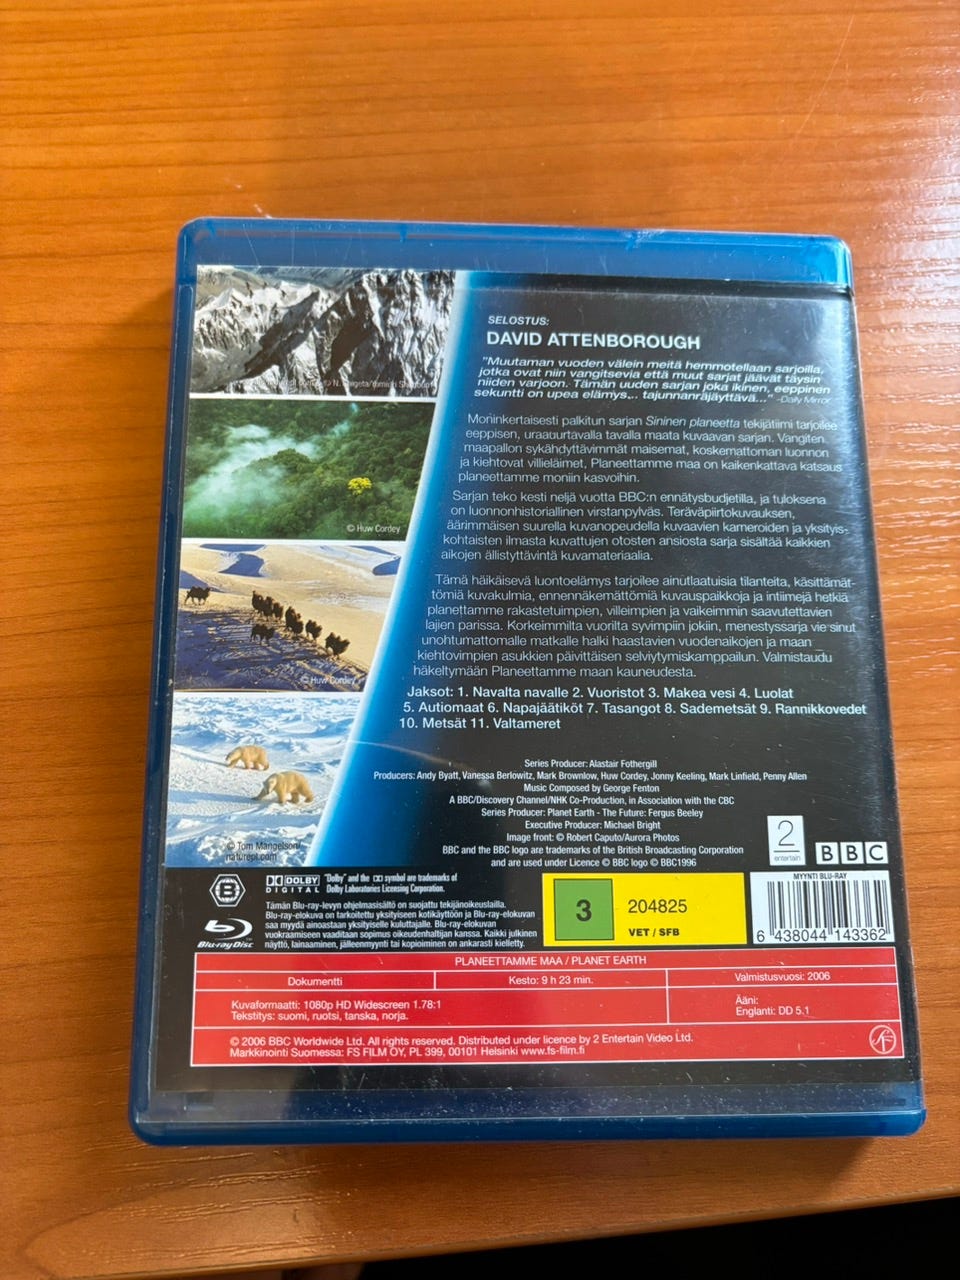 SELOSTUS:
DAVID ATTENBOROUGH
"Muutaman vuoden välein meitä hemmotellaan sarjoilla,
jotka ovat niin vangitsevia että muut sarjat jäävät täysin
niiden varjoon. Tämän uuden sarjan joka ikinen, eeppinen
sekuntti on upea elämys... tajunnanräjäyttävä..." -Daily Mirror
Moninkertaisesti palkitun sarjan Sininen planeetta tekijätiimi tarjoilee
eeppisen, uraauurtavalla tavalla maata kuvaavan sarjan. Vangiten
maapallon sykähdyttävimmät maisemat, koskemattoman luonnon
ja kiehtovat villieläimet, Planeettamme maa on kaikenkattava katsaus
planeettamme moniin kasvoihin.
Sarjan teko kesti neljä vuotta BBC:n ennätysbudjetilla, ja tuloksena
on luonnonhistoriallinen virstanpylväs. Teräväpiirtokuvauksen,
äärimmäisen suurella kuvanopeudella kuvaavien kameroiden ja yksityis-
kohtaisten ilmasta kuvattujen otosten ansiosta sarja sisältää kaikkien
aikojen ällistyttävintä kuvamateriaalia.
Tämä häikäisevä luontoelämys tarjoilee ainutlaatuisia tilanteita, käsittämät-
tömiä kuvakulmia, ennennäkemättömiä kuvauspaikkoja ja intiimejä hetkiä
planeettamme rakastetuimpien, villeimpien ja vaikeimmin saavutettavien
lajien parissa. Korkeimmilta vuorilta syvimpiin jokiin, menestyssarja vie sinut
unohtumattomalle matkalle halki haastavien vuodenaikojen ja maan
kiehtovimpien asukkien päivittäisen selviytymiskamppailun. Valmistaudu
häkeltymään Planeettamme maan kauneudesta.
Jaksot: 1. Navalta navalle 2. Vuoristot 3. Makea vesi 4. Luolat
5. Autiomaat 6. Napajäätiköt 7. Tasangot 8. Sademetsät 9. Rannikkovedet
10. Metsät 11. Valtameret
© Huw Cordey
© Huw Cordey
© Tom Mangelson/
naturepl.com
Series Producer: Alastair Fothergill
Producers: Andy Byatt, Vanessa Berlowitz, Mark Brownlow, Huw Cordey, Jonny Keeling, Mark Linfield, Penny Allen
Music Composed by George Fenton
A BBC/Discovery Channel/NHK Co-Production, in Association with the CBC
Series Producer: Planet Earth - The Future: Fergus Beeley
Executive Producer: Michael Bright
Image front: © Robert Caputo/Aurora Photos
BBC and the BBC logo are trademarks of the British Broadcasting Corporation
and are used under Licence © BBC logo © BBC1996
2 entertain
BBC
B
DOLBY DIGITAL
"Dolby" and the symbol are trademarks of
Dolby Laboratories Licensing Corporation.
Blu-ray Disc
Tämän Blu-ray-levyn ohjelmasisältö on suojattu tekijänoikeuslailla.
Blu-ray-elokuva on tarkoitettu yksityiseen kotikäyttöön ja Blu-ray-elokuvan
saa myydä ainoastaan yksityiselle kuluttajalle. Blu-ray-elokuvan
vuokraamiseen vaaditaan sopimus oikeudenhaltijan kanssa. Kaikki julkinen
näyttö, lainaaminen, jälleenmyynti tai kopioiminen on ankarasti kielletty.
3
204825
VET / SFB
MYYNTI BLU-RAY
6 438044 143362
PLANEETTAMME MAA / PLANET EARTH
Dokumentti
Kesto: 9 h 23 min.
Valmistusvuosi: 2006
Kuvaformaatti: 1080p HD Widescreen 1.78:1
Tekstitys: suomi, ruotsi, tanska, norja.
Ääni:
Englanti: DD 5.1
© 2006 BBC Worldwide Ltd. All rights reserved. Distributed under licence by 2 Entertain Video Ltd.
Markkinointi Suomessa: FS FILM OY, PL 399, 00101 Helsinki www.fs-film.fi